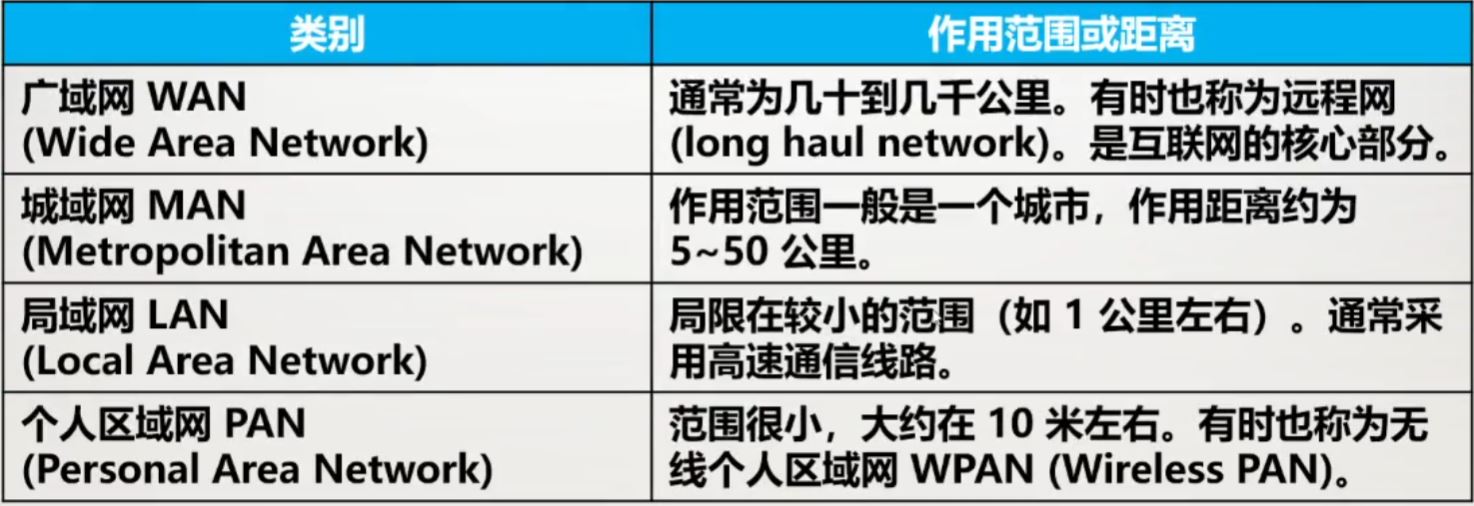 类别
作用范围或距离
广域网 WAN
(Wide Area Network)
通常为几十到几千公里。有时也称为远程网
(long haul network)。是互联网的核心部分。
城域网 MAN
(Metropolitan Area Network)
作用范围一般是一个城市，作用距离约为
5~50 公里。
局域网 LAN
(Local Area Network)
局限在较小的范围（如 1 公里左右）。通常采
用高速通信线路。
个人区域网 PAN
(Personal Area Network)
范围很小，大约在 10 米左右。有时也称为无
线个人区域网 WPAN (Wireless PAN)。